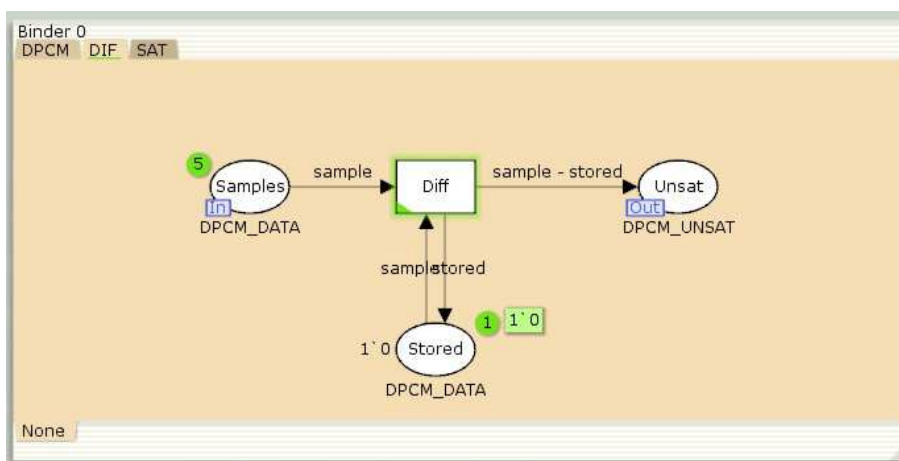 Binder 0
DPCM DIF SAT
5
sample
sample - stored
Samples
Diff
Unsat
In
Out
DPCM_DATA
DPCM_UNSAT
sample
stored
1 1`0
1`0 Stored
DPCM_DATA
None